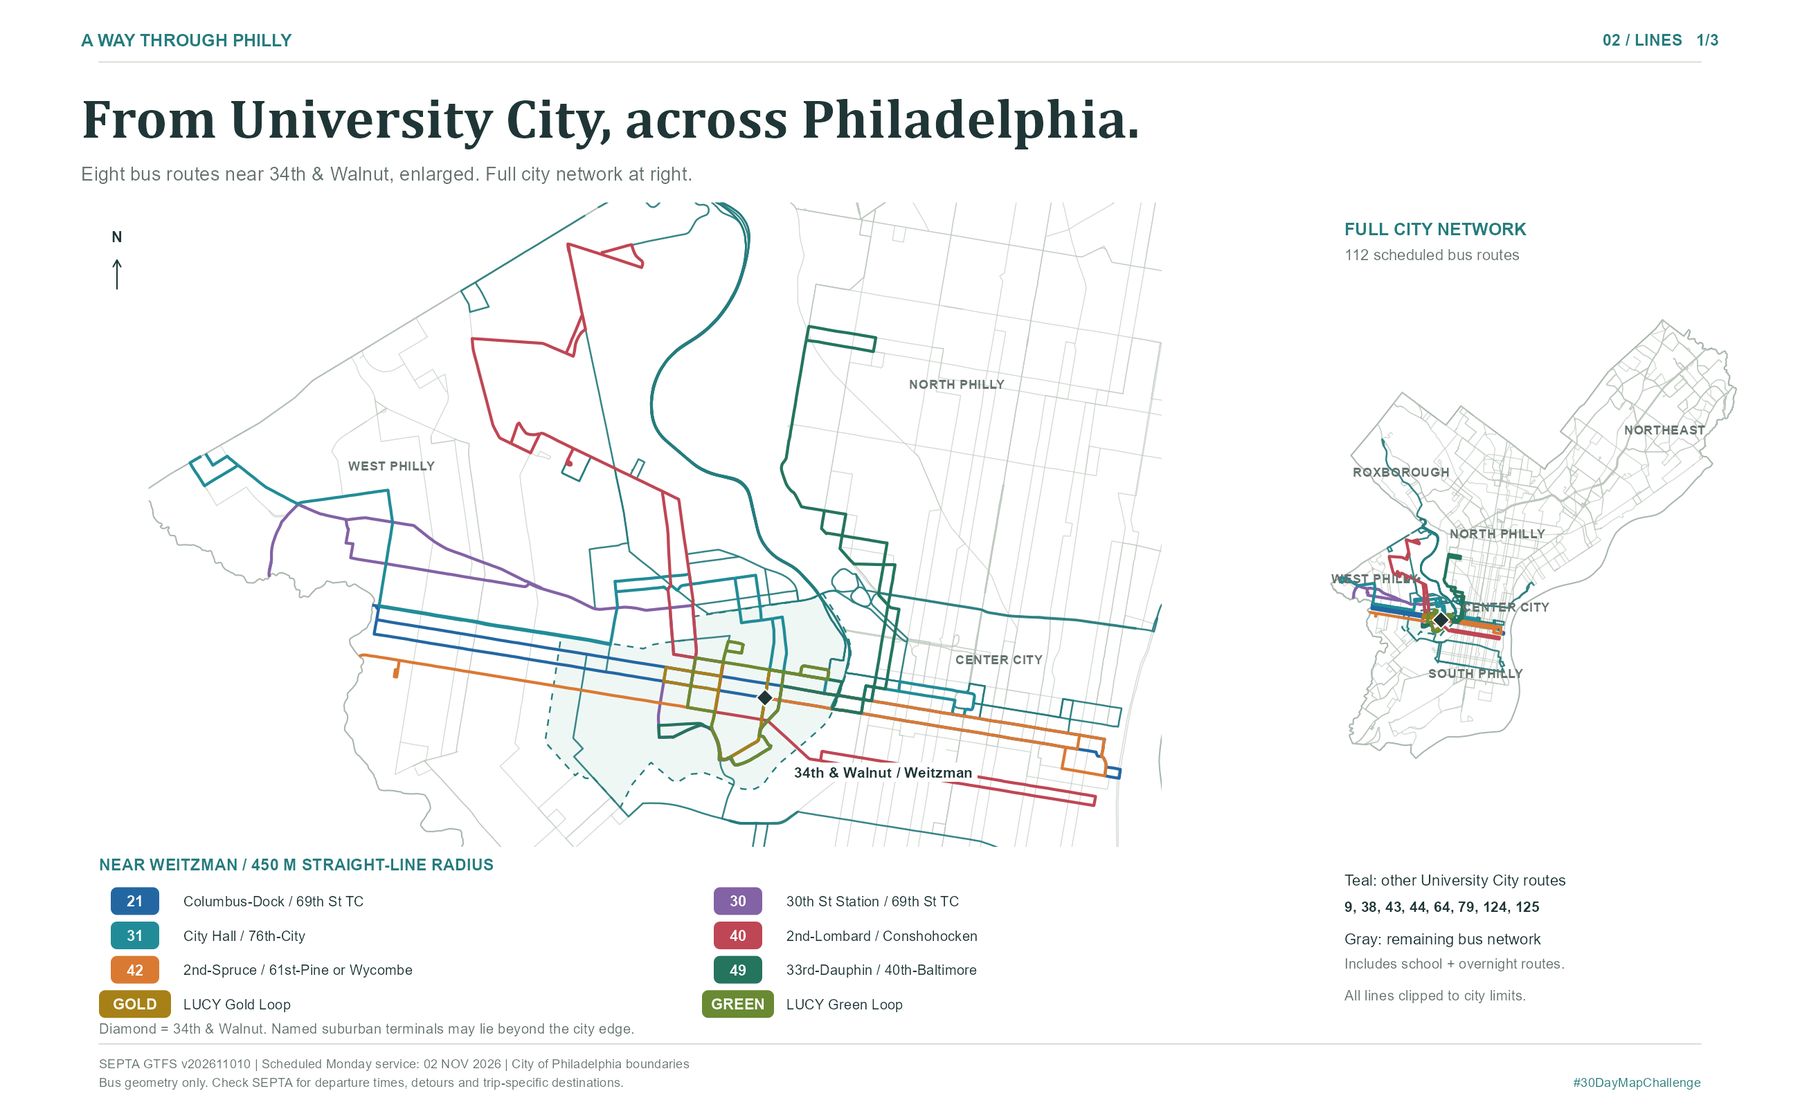 A WAY THROUGH PHILLY
02 / LINES 1/3
From University City, across Philadelphia.
Eight bus routes near 34th & Walnut, enlarged. Full city network at right.
N
NORTH PHILLY
WEST PHILLY
CENTER CITY
34th & Walnut / Weitzman
FULL CITY NETWORK
112 scheduled bus routes
NORTHEAST
ROXBOROUGH
NORTH PHILLY
WEST PHILLY
CENTER CITY
SOUTH PHILLY
NEAR WEITZMAN / 450 M STRAIGHT-LINE RADIUS
21 Columbus-Dock / 69th St TC
30 30th St Station / 69th St TC
31 City Hall / 76th-City
40 2nd-Lombard / Conshohocken
42 2nd-Spruce / 61st-Pine or Wycombe
49 33rd-Dauphin / 40th-Baltimore
GOLD LUCY Gold Loop
GREEN LUCY Green Loop
Diamond = 34th & Walnut. Named suburban terminals may lie beyond the city edge.
Teal: other University City routes
9, 38, 43, 44, 64, 79, 124, 125
Gray: remaining bus network
Includes school + overnight routes.
All lines clipped to city limits.
SEPTA GTFS v202611010 | Scheduled Monday service: 02 NOV 2026 | City of Philadelphia boundaries
Bus geometry only. Check SEPTA for departure times, detours and trip-specific destinations.
#30DayMapChallenge